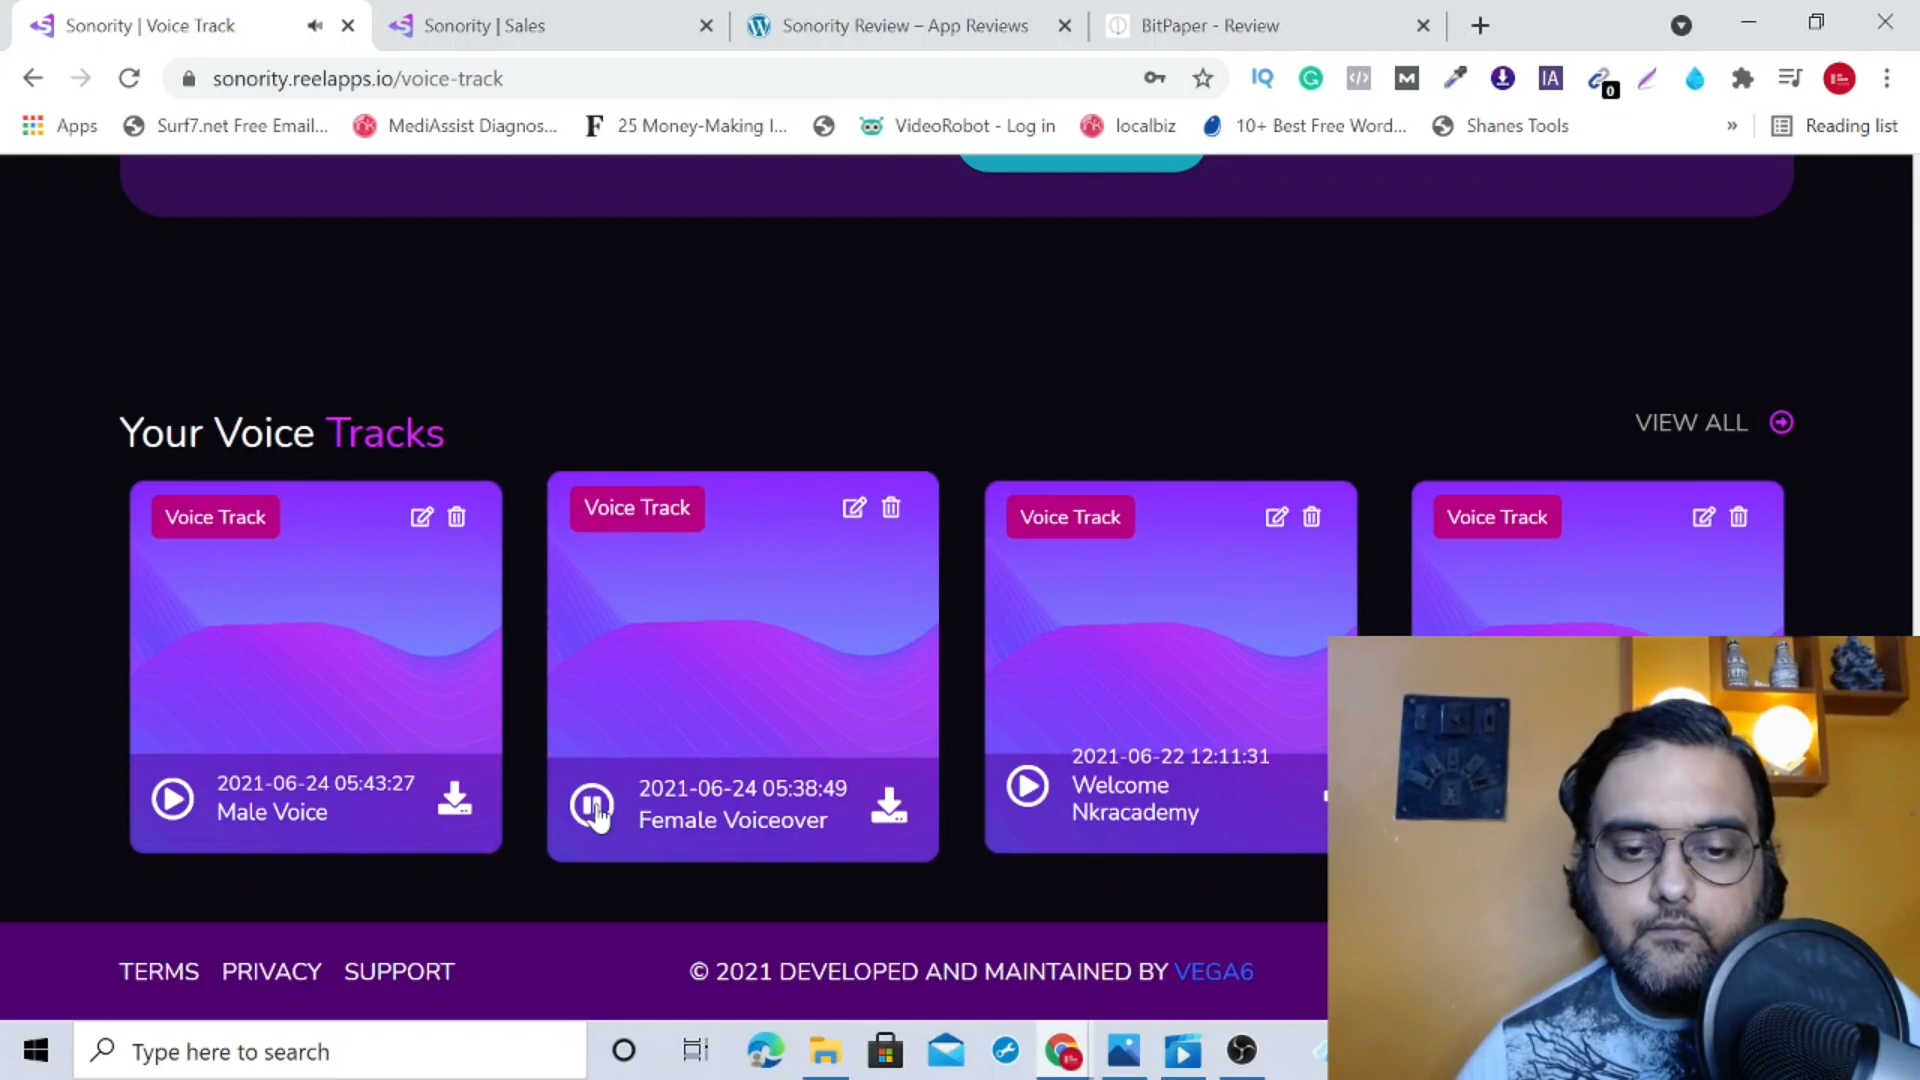 Sonority | Voice Track
Sonority | Sales
Sonority Review – App Reviews
BitPaper - Review
sonority.reelapps.io/voice-track
IQ
M
IA
0
Apps
Surf7.net Free Email...
MediAssist Diagnos...
F
25 Money-Making I...
VideoRobot - Log in
localbiz
10+ Best Free Word...
Shanes Tools
»
Reading list
Your Voice Tracks
VIEW ALL
Voice Track
Voice Track
Voice Track
Voice Track
2021-06-24 05:43:27
Male Voice
2021-06-24 05:38:49
Female Voiceover
2021-06-22 12:11:31
Welcome
Nkracademy
TERMS PRIVACY SUPPORT
© 2021 DEVELOPED AND MAINTAINED BY VEGA6
Type here to search